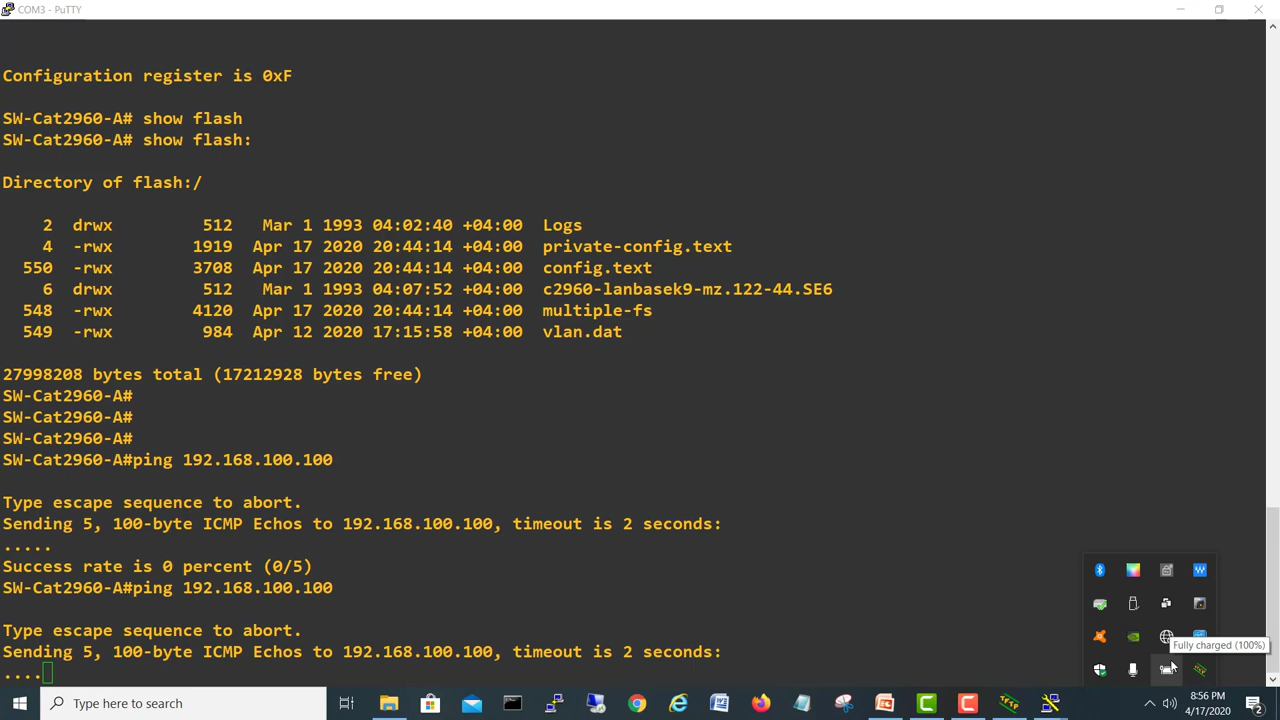 COM3 - PuTTY
Configuration register is 0xF
SW-Cat2960-A# show flash
SW-Cat2960-A# show flash:
Directory of flash:/
2 drwx 512 Mar 1 1993 04:02:40 +04:00 Logs
4 -rwx 1919 Apr 17 2020 20:44:14 +04:00 private-config.text
550 -rwx 3708 Apr 17 2020 20:44:14 +04:00 config.text
6 drwx 512 Mar 1 1993 04:07:52 +04:00 c2960-lanbasek9-mz.122-44.SE6
548 -rwx 4120 Apr 17 2020 20:44:14 +04:00 multiple-fs
549 -rwx 984 Apr 12 2020 17:15:58 +04:00 vlan.dat
27998208 bytes total (17212928 bytes free)
SW-Cat2960-A#
SW-Cat2960-A#
SW-Cat2960-A#
SW-Cat2960-A#ping 192.168.100.100
Type escape sequence to abort.
Sending 5, 100-byte ICMP Echos to 192.168.100.100, timeout is 2 seconds:
.....
Success rate is 0 percent (0/5)
SW-Cat2960-A#ping 192.168.100.100
Type escape sequence to abort.
Sending 5, 100-byte ICMP Echos to 192.168.100.100, timeout is 2 seconds:
....
Fully charged (100%)
Type here to search
8:56 PM
4/17/2020
2